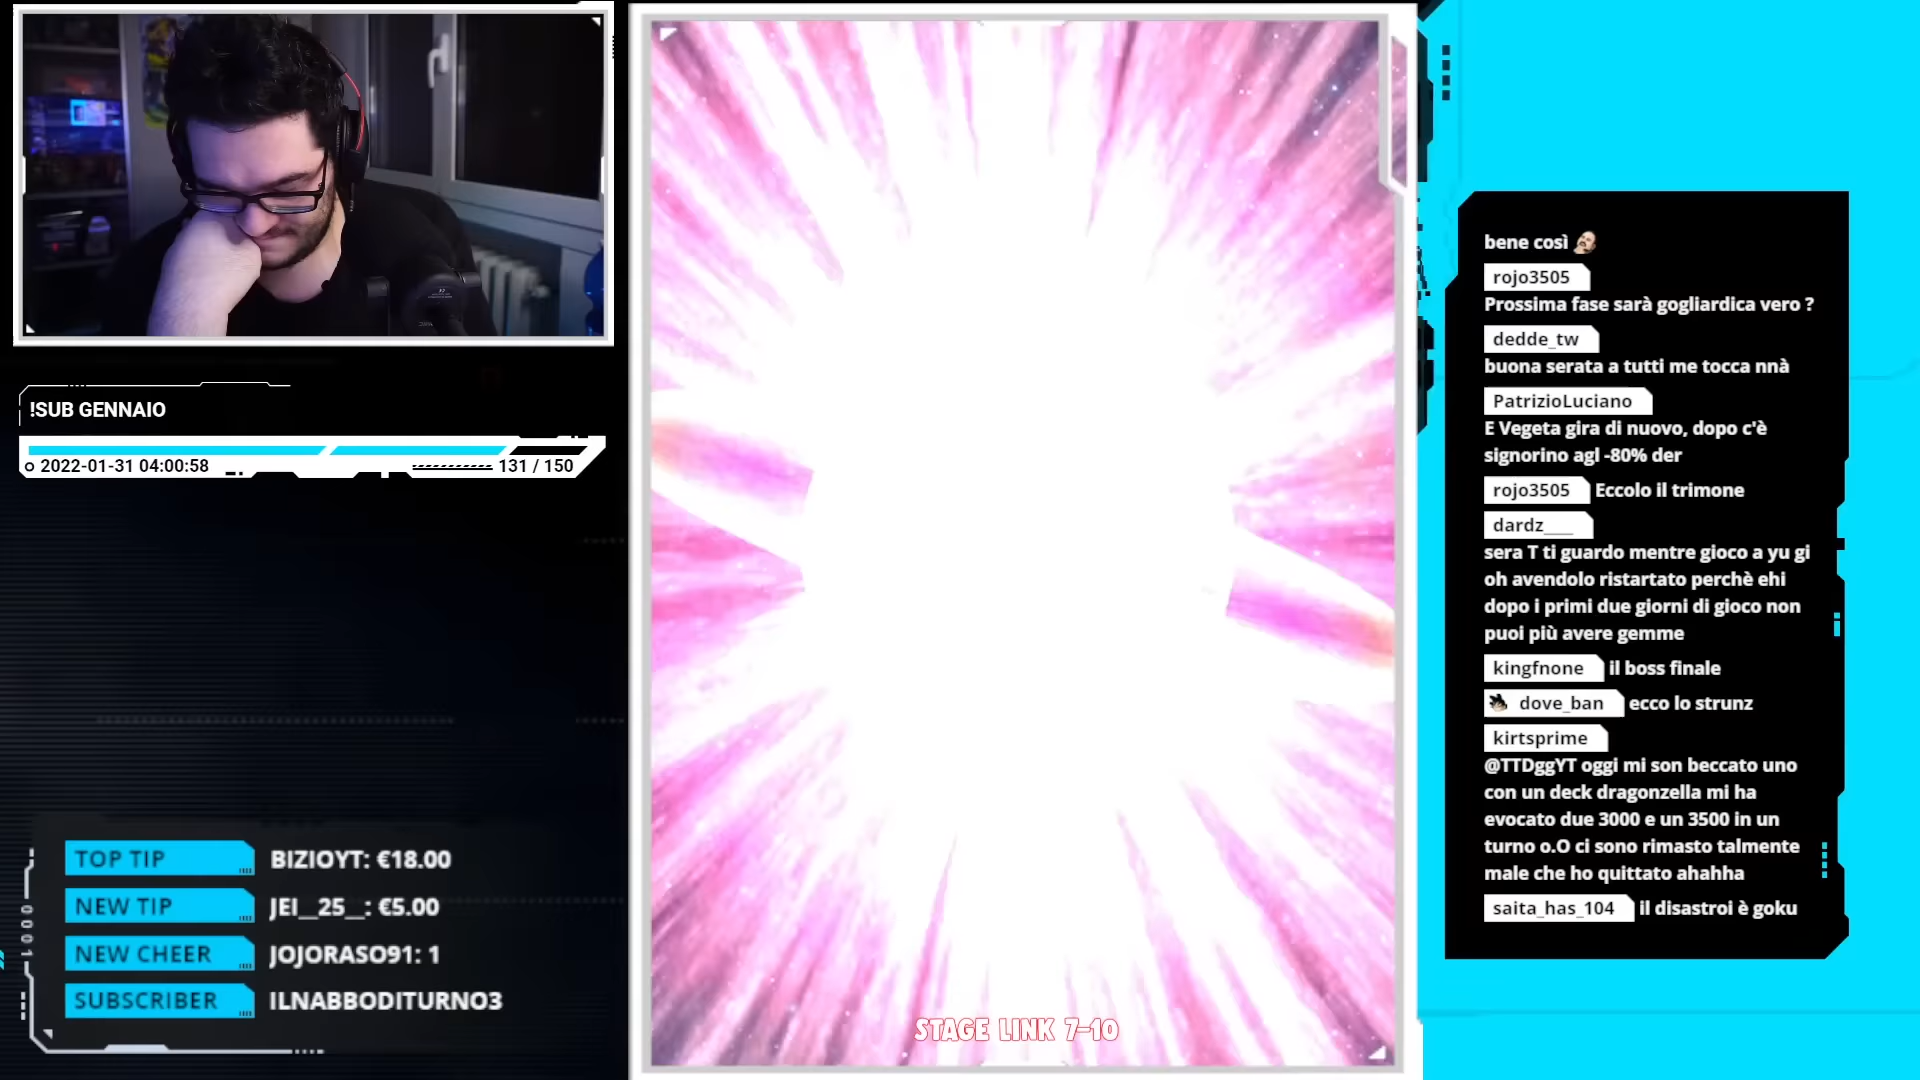 !SUB GENNAIO
2022-01-31 04:00:58
131 / 150
TOP TIP BIZIOYT: €18.00
NEW TIP JEI__25__: €5.00
NEW CHEER JOJORASO91: 1
SUBSCRIBER ILNABBODITURNO3
0001
STAGE LINK 7-10
bene così
rojo3505
Prossima fase sarà gogliardica vero ?
dedde_tw
buona serata a tutti me tocca nnà
PatrizioLuciano
E Vegeta gira di nuovo, dopo c'è
signorino agl -80% der
rojo3505 Eccolo il trimone
dardz____
sera T ti guardo mentre gioco a yu gi
oh avendolo ristartato perchè ehi
dopo i primi due giorni di gioco non
puoi più avere gemme
kingfnone il boss finale
dove_ban ecco lo strunz
kirtsprime
@TTDggYT oggi mi son beccato uno
con un deck dragonzella mi ha
evocato due 3000 e un 3500 in un
turno o.O ci sono rimasto talmente
male che ho quittato ahahha
saita_has_104 il disastroi è goku